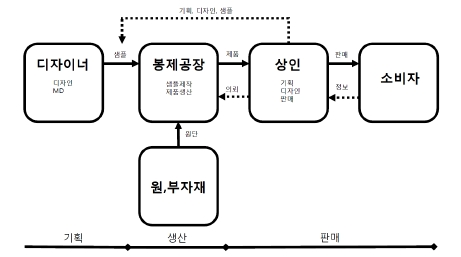 기획, 디자인, 샘플
디자이너
디자인
MD
샘플
봉제공장
샘플제작
제품생산
제품
의뢰
상인
기획
디자인
판매
판매
정보
소비자
원단
원,부자재
기획
생산
판매